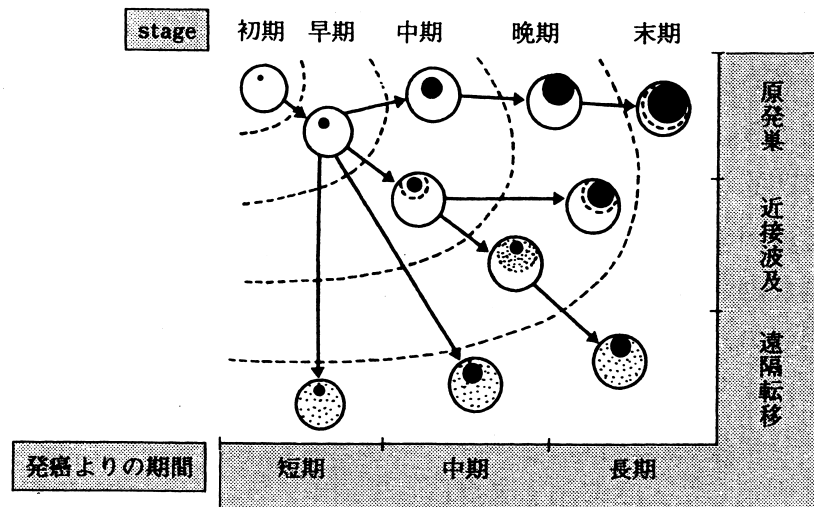 stage
初期
早期
中期
晩期
末期
原発巣
近接波及
遠隔転移
発癌よりの期間
短期
中期
長期